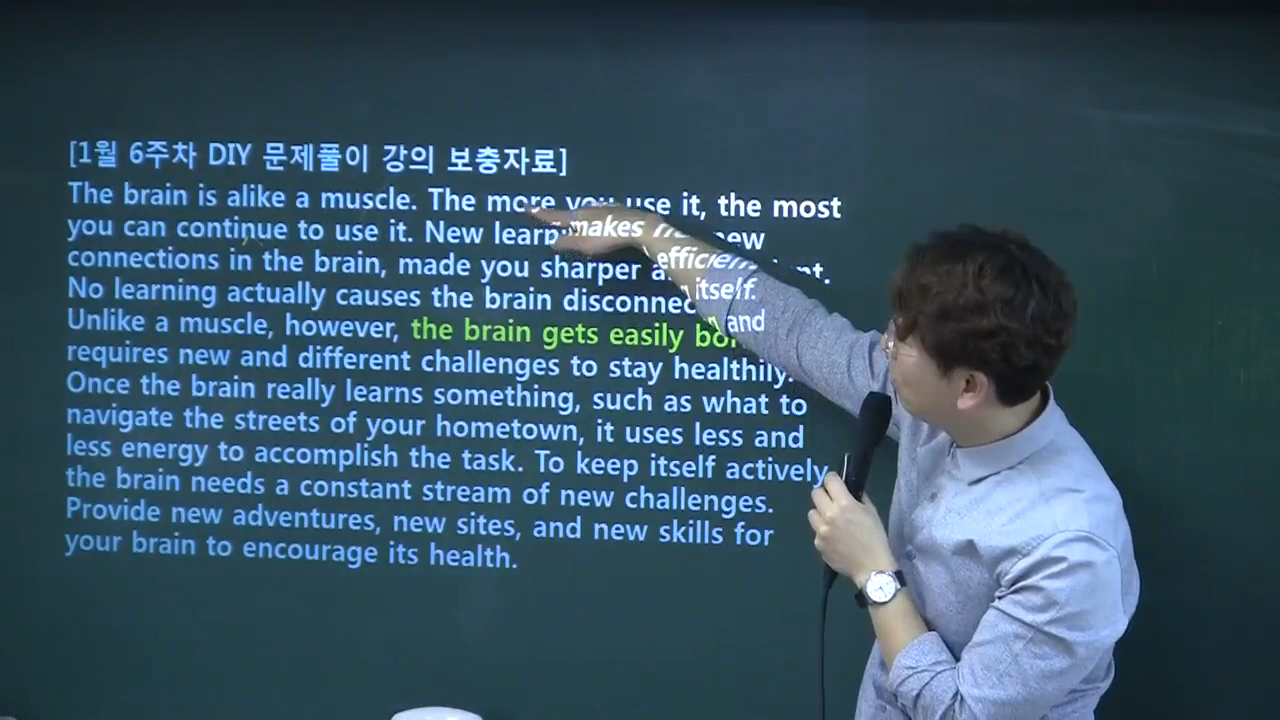 [1월 6주차 DIY 문제풀이 강의 보충자료]
The brain is alike a muscle. The more you use it, the most
you can continue to use it. New makes new
connections in the brain, made you sharper
No learning actually causes the brain itself.
Unlike a muscle, however, the brain gets easily and
requires new and different challenges to stay healthily.
Once the brain really learns something, such as what to
navigate the streets of your hometown, it uses less and
less energy to accomplish the task. To keep itself actively,
the brain needs a constant stream of new challenges.
Provide new adventures, new sites, and new skills for
your brain to encourage its health.